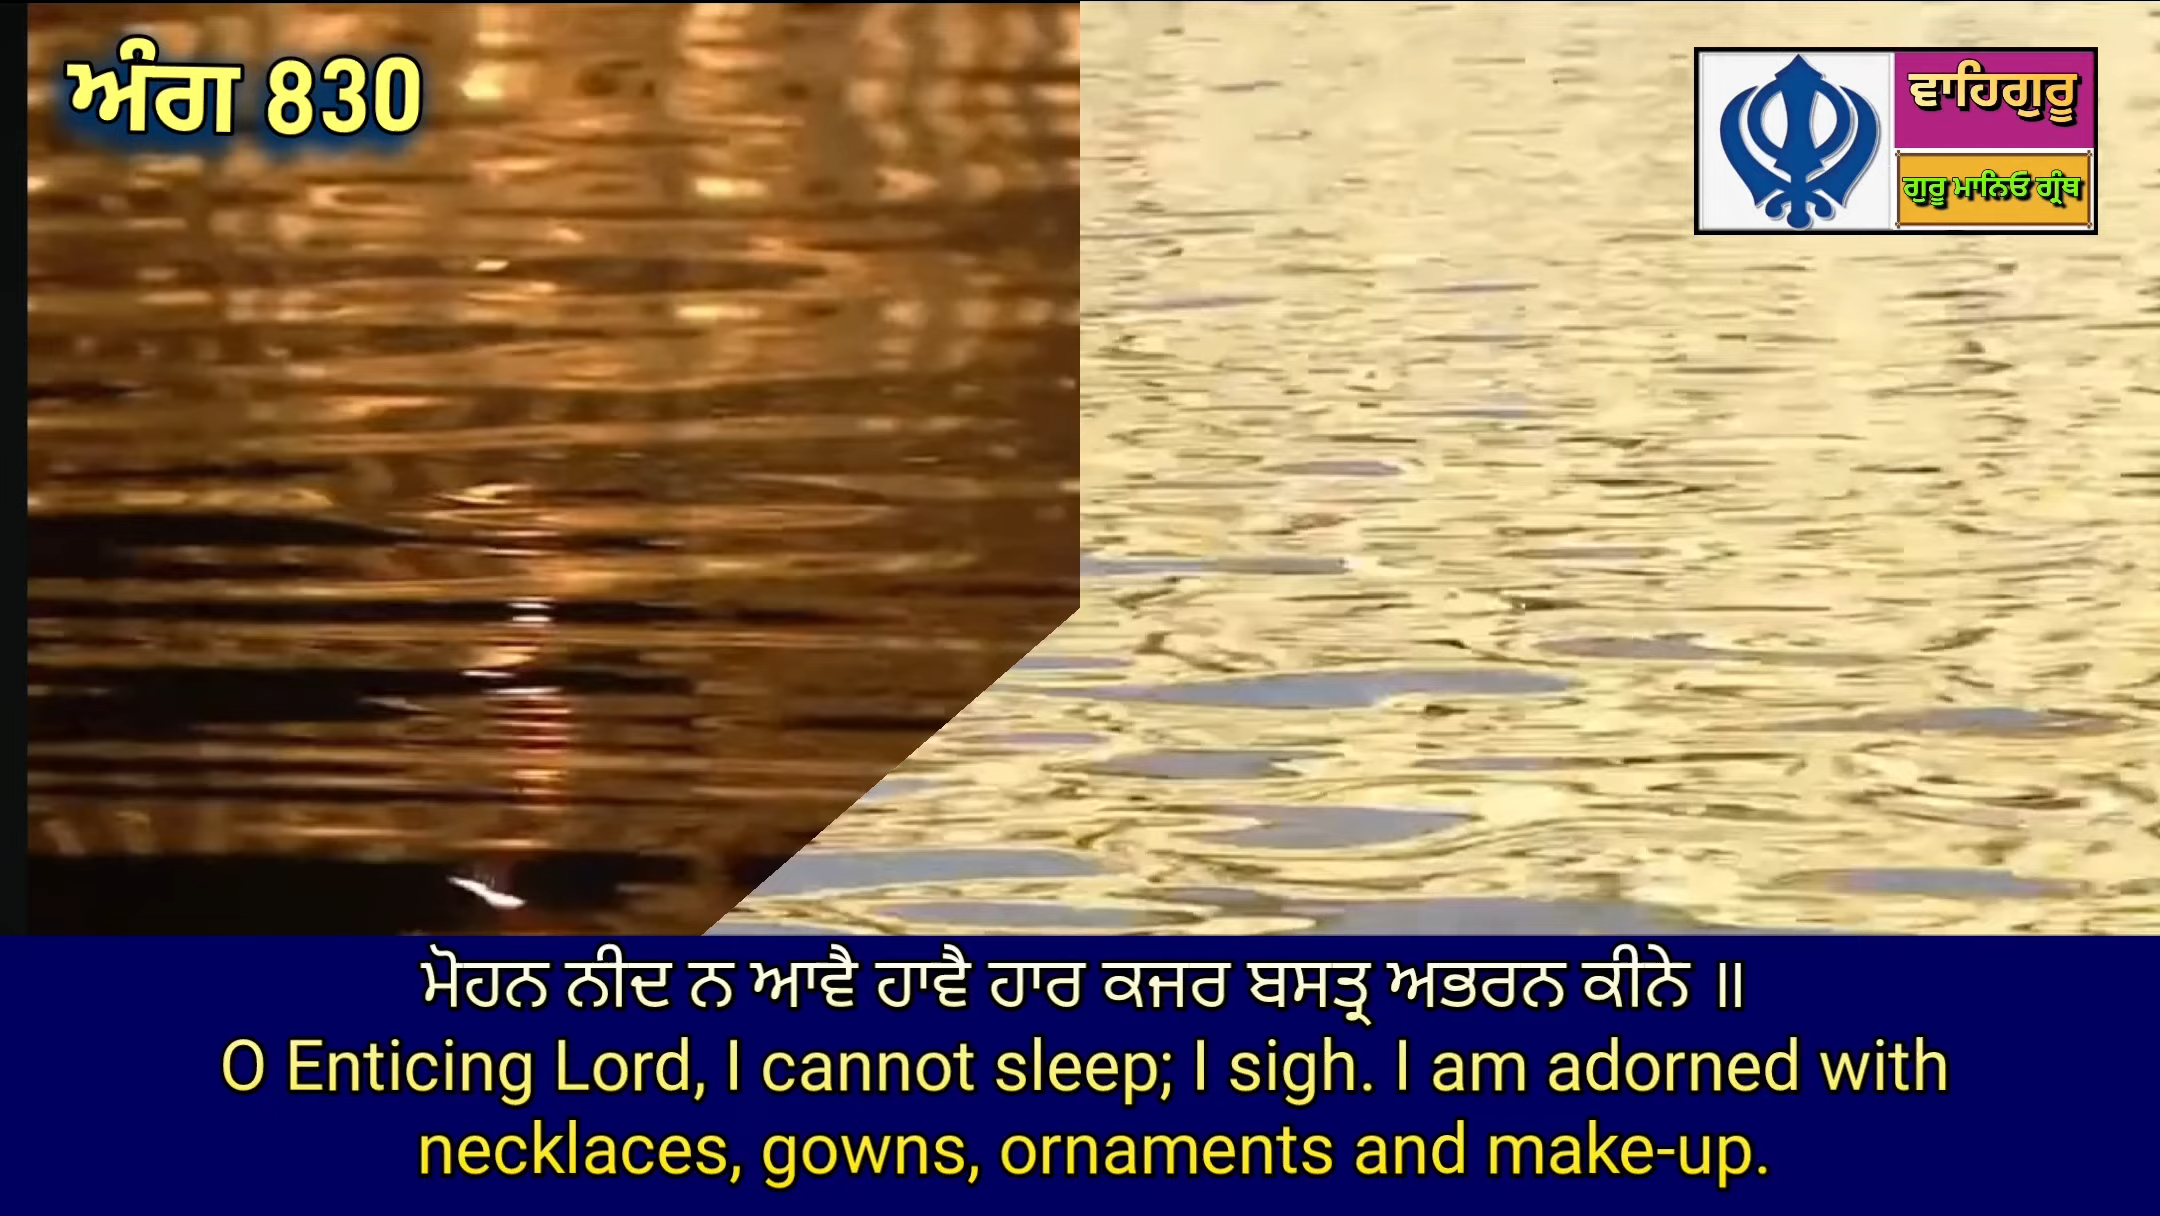 ਅੰਗ 830
ਵਾਹਿਗੁਰੂ
ਗੁਰੂ ਮਾਨਿਓ ਗ੍ਰੰਥ
ਮੋਹਨ ਨੀਦ ਨ ਆਵੈ ਹਾਵੈ ਹਾਰ ਕਜਰ ਬਸਤ੍ਰ ਅਭਰਨ ਕੀਨੇ ॥
O Enticing Lord, I cannot sleep; I sigh. I am adorned with
necklaces, gowns, ornaments and make-up.